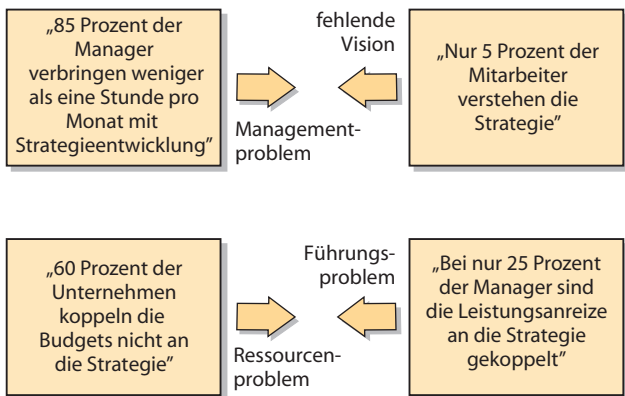 „85 Prozent der
Manager
verbringen weniger
als eine Stunde pro
Monat mit
Strategieentwicklung”
Management-
problem
fehlende
Vision
„Nur 5 Prozent der
Mitarbeiter
verstehen die
Strategie”
„60 Prozent der
Unternehmen
koppeln die
Budgets nicht an
die Strategie”
Ressourcen-
problem
Führungs-
problem
„Bei nur 25 Prozent
der Manager sind
die Leistungsanreize
an die Strategie
gekoppelt”